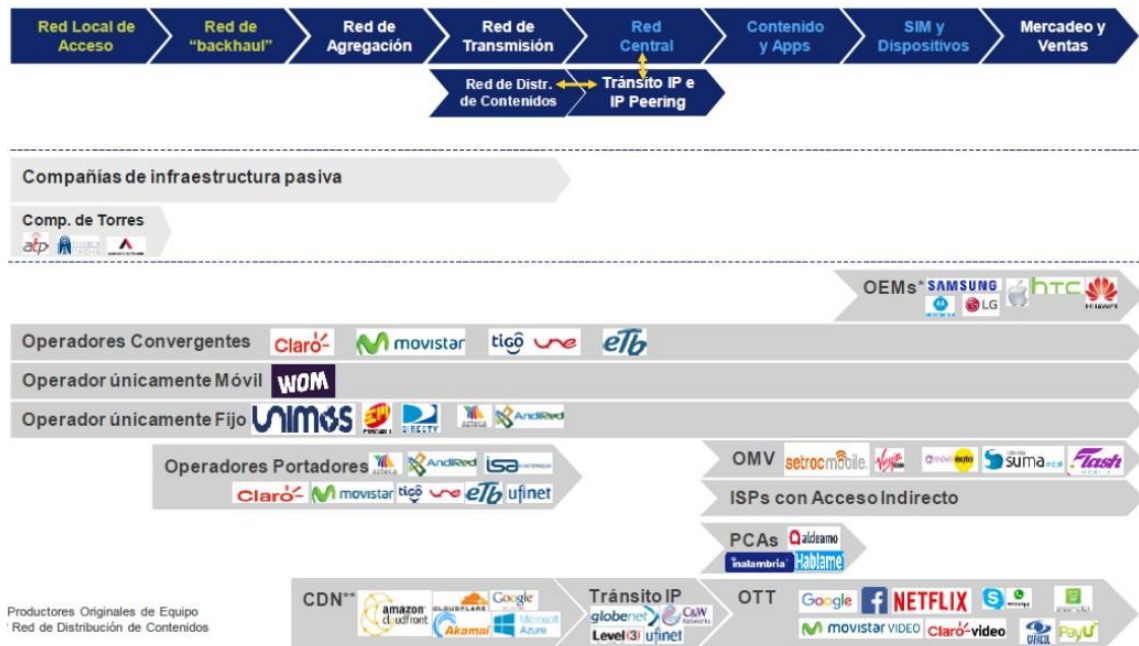 Red Local de
Acceso
Red de
“backhaul”
Red de
Agregación
Red de
Transmisión
Red
Central
Contenido
y Apps
SIM y
Dispositivos
Mercadeo y
Ventas
Red de Distr.
de Contenidos
Tránsito IP e
IP Peering
Compañías de infraestructura pasiva
Comp. de Torres
atp
OEMs*
SAMSUNG
hTC
LG
HUAWEI
Operadores Convergentes
Claro-
movistar
tigo
une
eTb
Operador únicamente Móvil
WOM
Operador únicamente Fijo
UNIMOS
DIRECTV
azteca
AndiRed
Operadores Portadores
azteca
AndiRed
isa
INTERNEXA
Claro-
movistar
tigo
une
eTb
ufinet
OMV
setrocmobile.
Virgin
móvil
éxito
suma
Flash
MOBILE
ISPs con Acceso Indirecto
PCAs
aldeamo
inalambria
Hablame
CDN**
amazon
cloudfront
CLOUDFLARE
Google
Akamai
Microsoft
Azure
Tránsito IP
globenet
C&W
Networks
Level(3)
ufinet
OTT
Google
f
NETFLIX
S
WhatsApp
movistar VIDEO
Claro-video
CARACOL
PayU
Productores Originales de Equipo
Red de Distribución de Contenidos